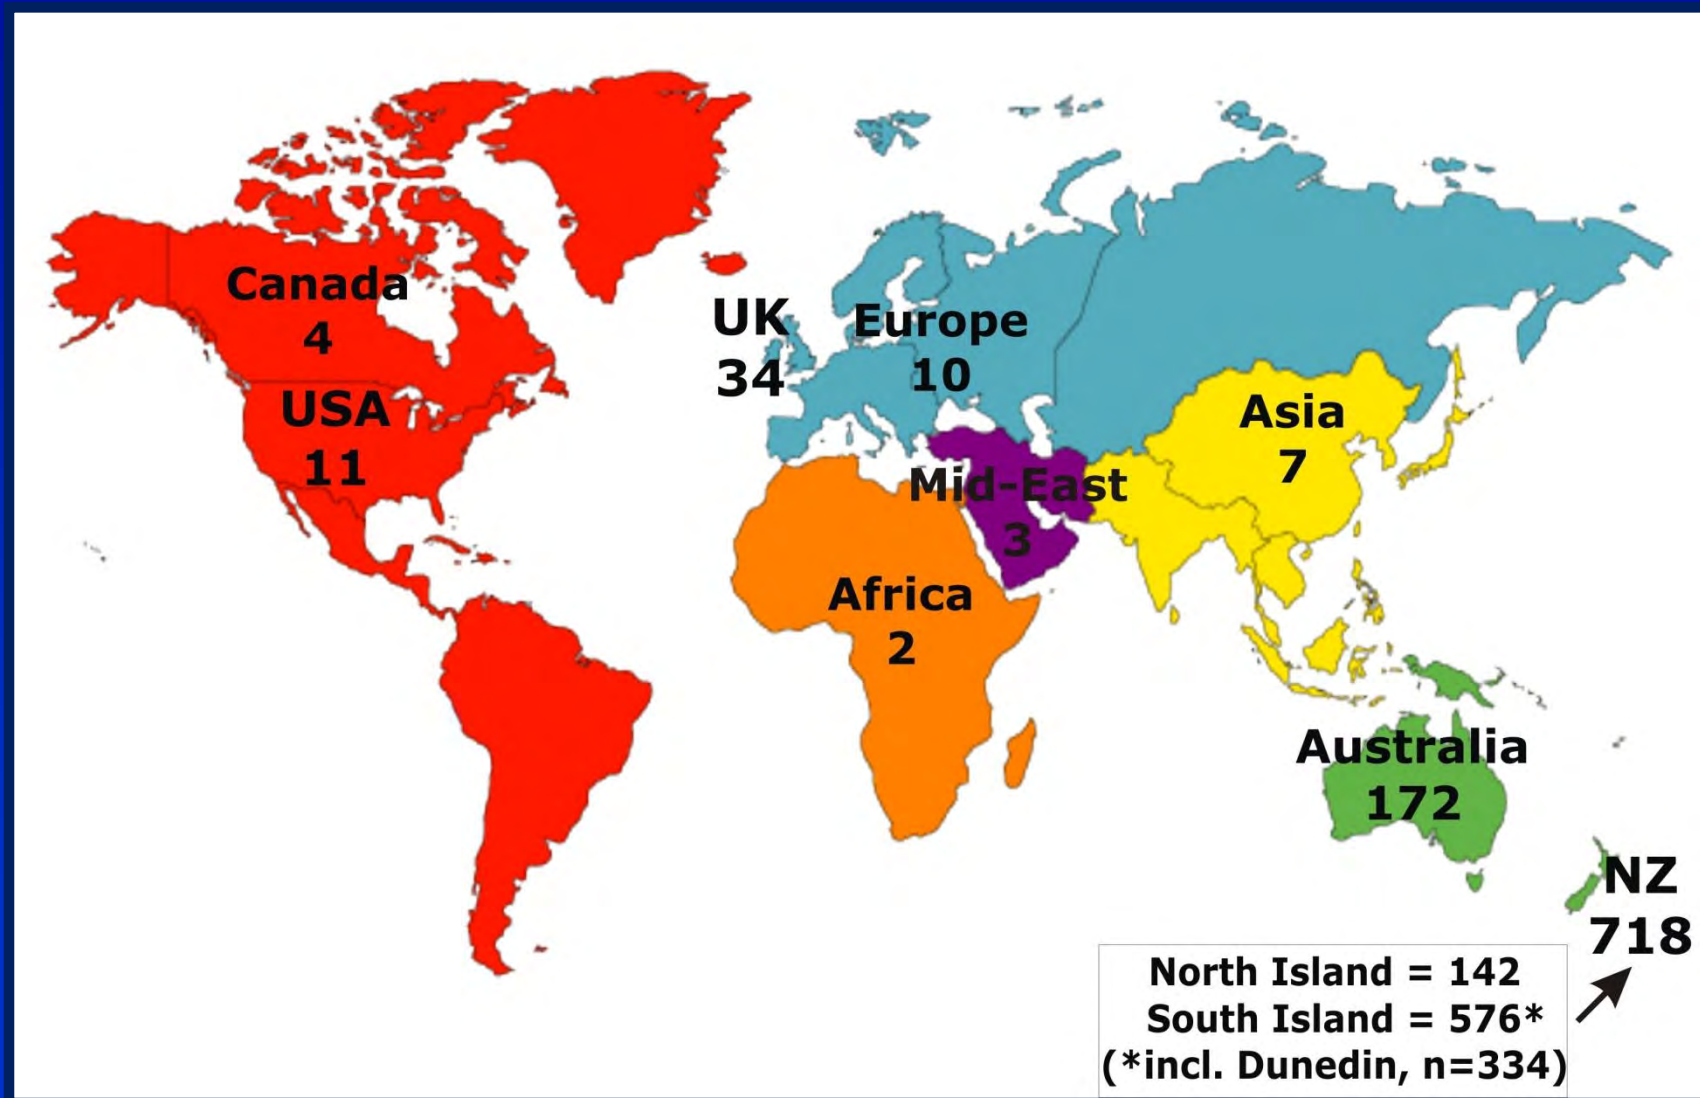 Canada
4
USA
11
UK
34
Europe
10
Asia
7
Mid-East
3
Africa
2
Australia
172
NZ
718
North Island = 142
South Island = 576*
(*incl. Dunedin, n=334)